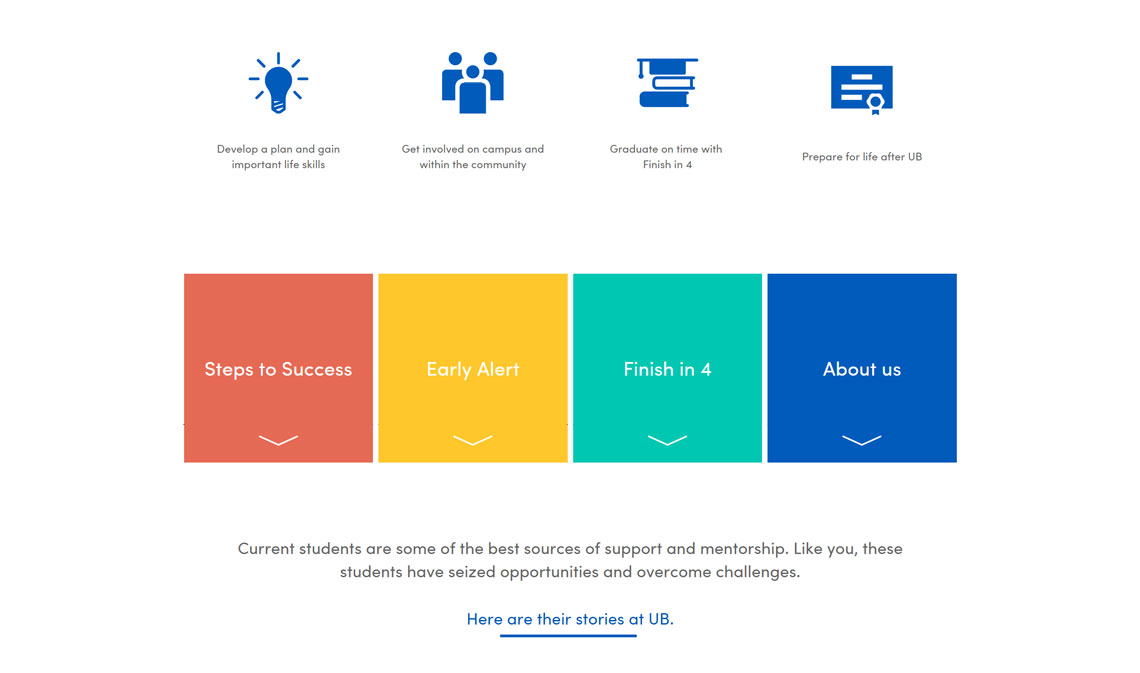 Develop a plan and gain
important life skills
Get involved on campus and
within the community
Graduate on time with
Finish in 4
Prepare for life after UB
Steps to Success
Early Alert
Finish in 4
About us
Current students are some of the best sources of support and mentorship. Like you, these
students have seized opportunities and overcome challenges.
Here are their stories at UB.